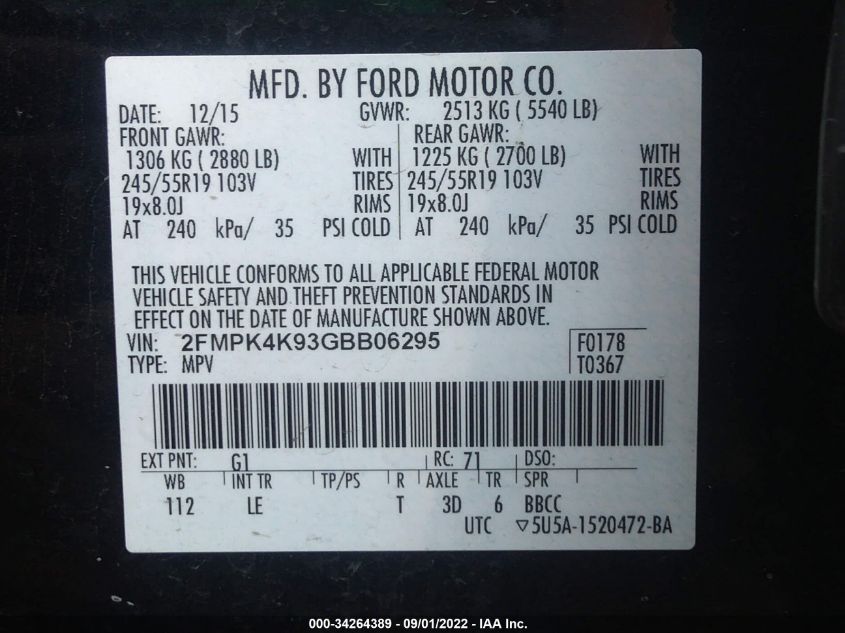 MFD. BY FORD MOTOR CO.
DATE: 12/15 GVWR: 2513 KG ( 5540 LB)
FRONT GAWR: REAR GAWR:
1306 KG ( 2880 LB) WITH 1225 KG ( 2700 LB) WITH
245/55R19 103V TIRES 245/55R19 103V TIRES
19x8.0J RIMS 19x8.0J RIMS
AT 240 kPa/ 35 PSI COLD AT 240 kPa/ 35 PSI COLD
THIS VEHICLE CONFORMS TO ALL APPLICABLE FEDERAL MOTOR
VEHICLE SAFETY AND THEFT PREVENTION STANDARDS IN
EFFECT ON THE DATE OF MANUFACTURE SHOWN ABOVE.
VIN: 2FMPK4K93GBB06295 F0178
TYPE: MPV T0367
EXT PNT: G1 RC: 71 DSO:
WB INT TR TP/PS R AXLE TR SPR
112 LE T 3D 6 BBCC
UTC ▽5U5A-1520472-BA
000-34264389 - 09/01/2022 - IAA Inc.